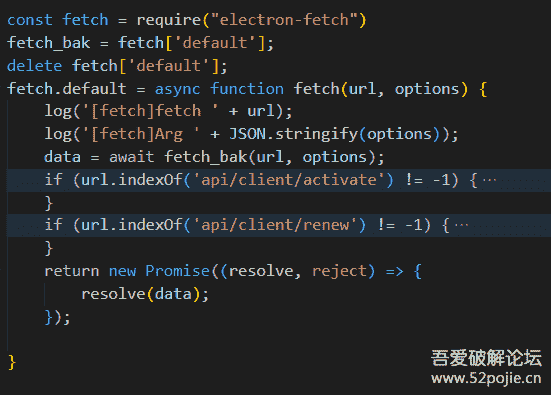 const fetch = require("electron-fetch")
fetch_bak = fetch['default'];
delete fetch['default'];
fetch.default = async function fetch(url, options) {
log('[fetch]fetch ' + url);
log('[fetch]Arg ' + JSON.stringify(options));
data = await fetch_bak(url, options);
if (url.indexOf('api/client/activate') != -1) {⋯
}
if (url.indexOf('api/client/renew') != -1) {⋯
}
return new Promise((resolve, reject) => {
resolve(data);
});
}
吾爱破解论坛
www.52pojie.cn